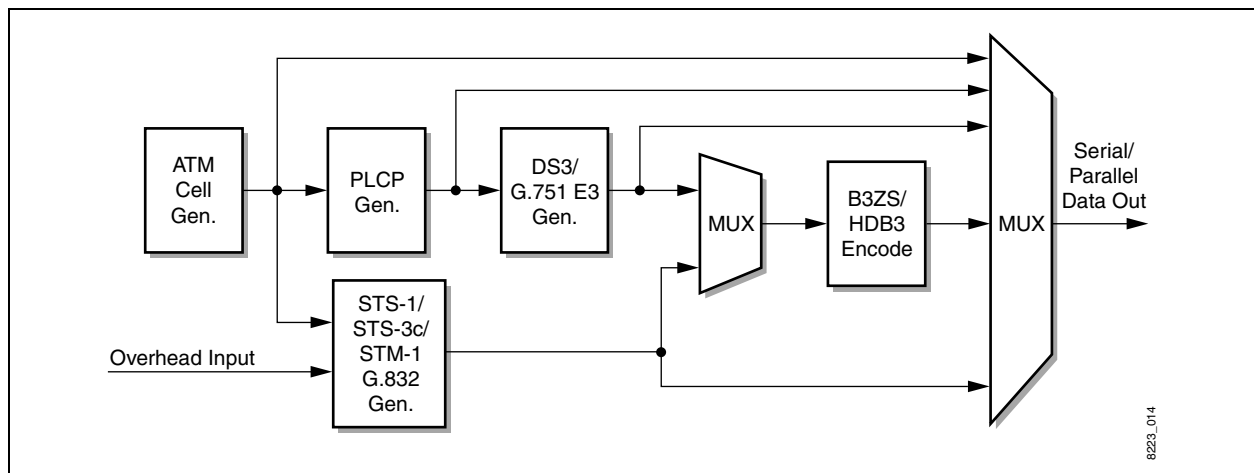 ATM
Cell
Gen.
PLCP
Gen.
DS3/
G.751 E3
Gen.
MUX
B3ZS/
HDB3
Encode
MUX
Serial/
Parallel
Data Out
Overhead Input
STS-1/
STS-3c/
STM-1
G.832
Gen.
8223_014